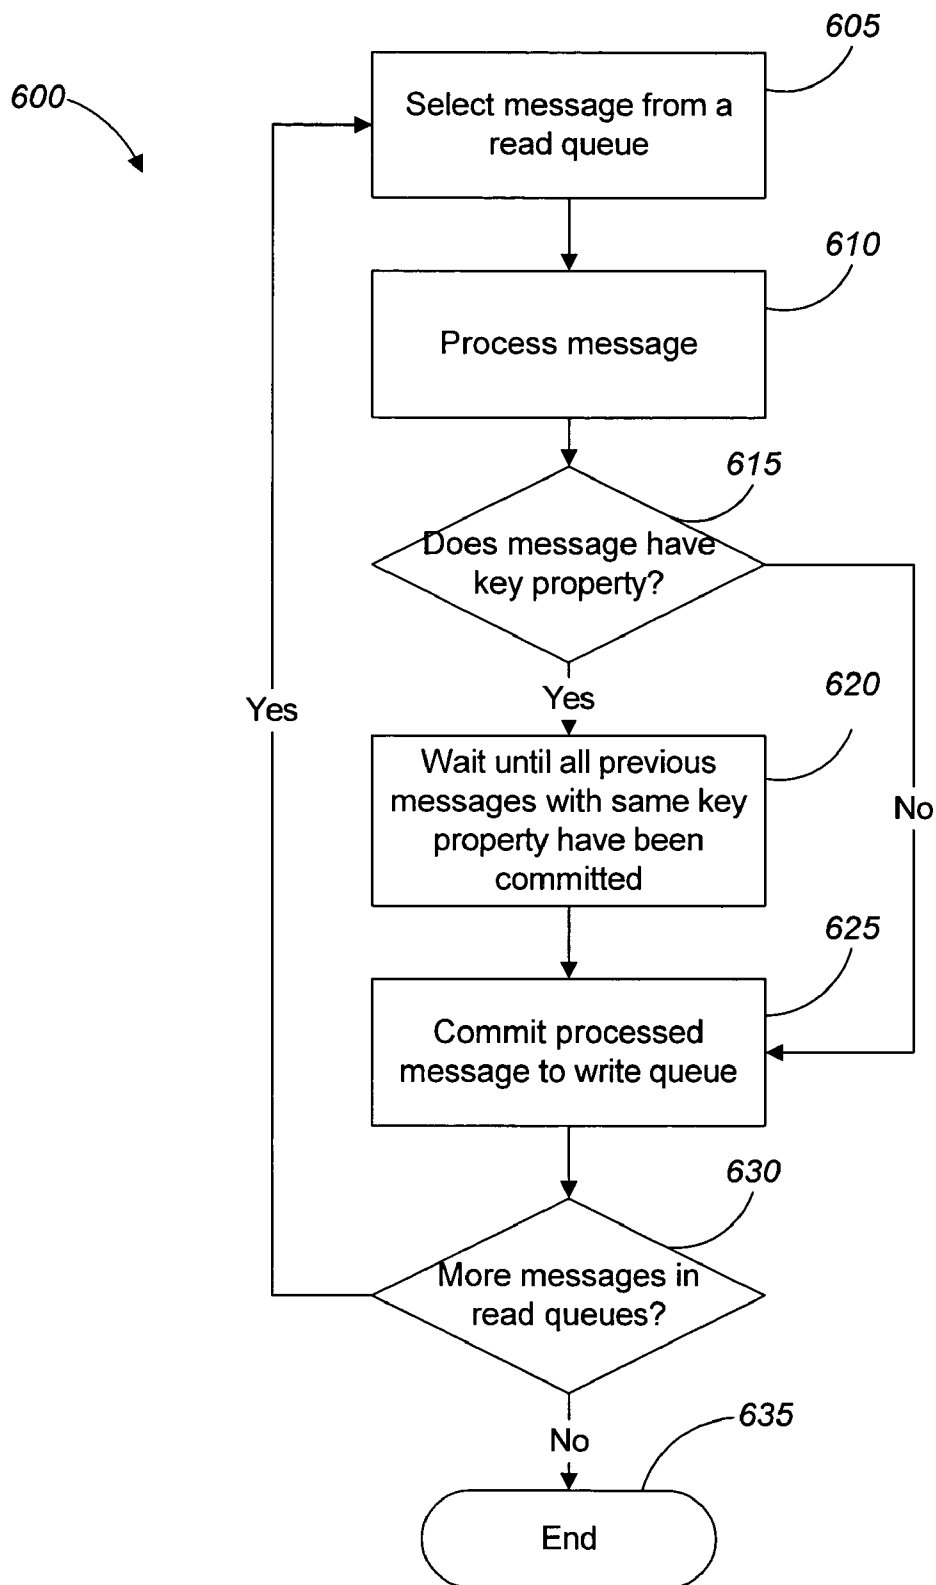 605
600
Select message from a
read queue
610
Process message
615
Does message have
key property?
Yes
620
Yes
Wait until all previous
messages with same key
property have been
committed
No
625
Commit processed
message to write queue
630
More messages in
read queues?
635
No
End